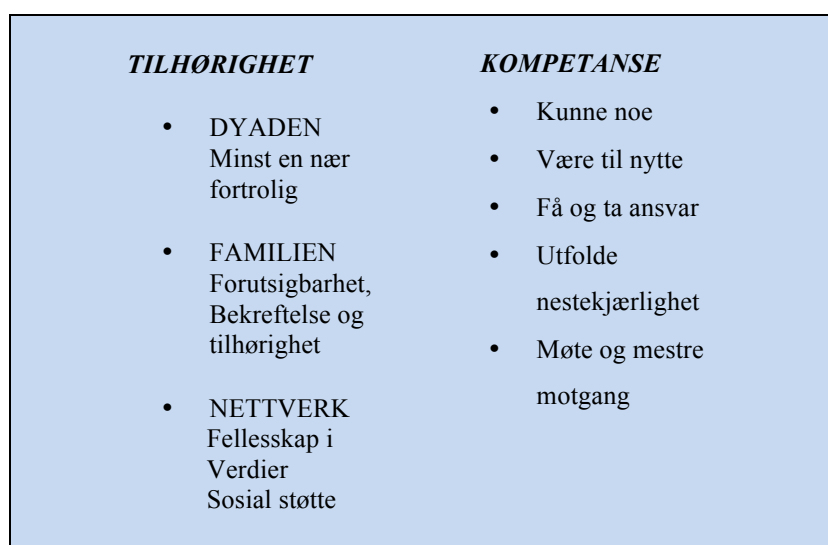 TILHØRIGHET
• DYADEN
Minst en nær
fortrolig
• FAMILIEN
Forutsigbarhet,
Bekreftelse og
tilhørighet
• NETTVERK
Fellesskap i
Verdier
Sosial støtte
KOMPETANSE
• Kunne noe
• Være til nytte
• Få og ta ansvar
• Utfolde
nestekjærlighet
• Møte og mestre
motgang